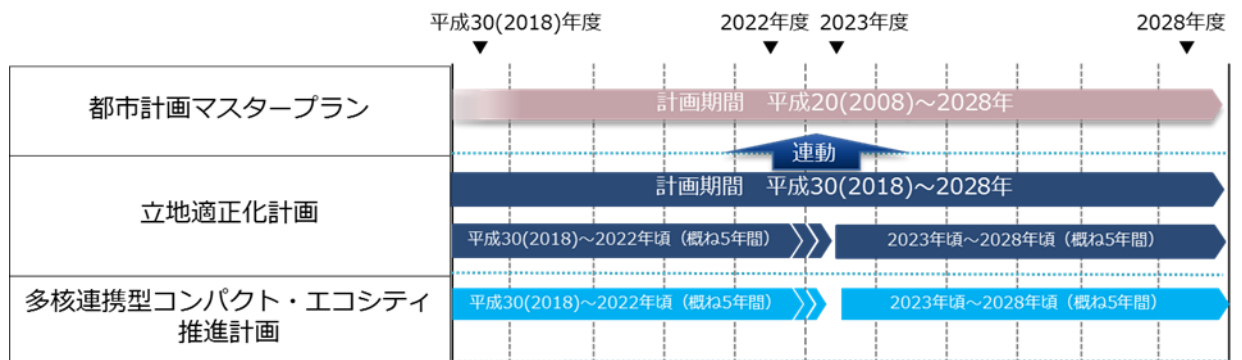 平成30(2018)年度
2022年度
2023年度
2028年度
都市計画マスタープラン
計画期間 平成20(2008)～2028年
連動
立地適正化計画
計画期間 平成30(2018)～2028年
平成30(2018)～2022年頃（概ね5年間）
2023年頃～2028年頃（概ね5年間）
多核連携型コンパクト・エコシティ
推進計画
平成30(2018)～2022年頃（概ね5年間）
2023年頃～2028年頃（概ね5年間）